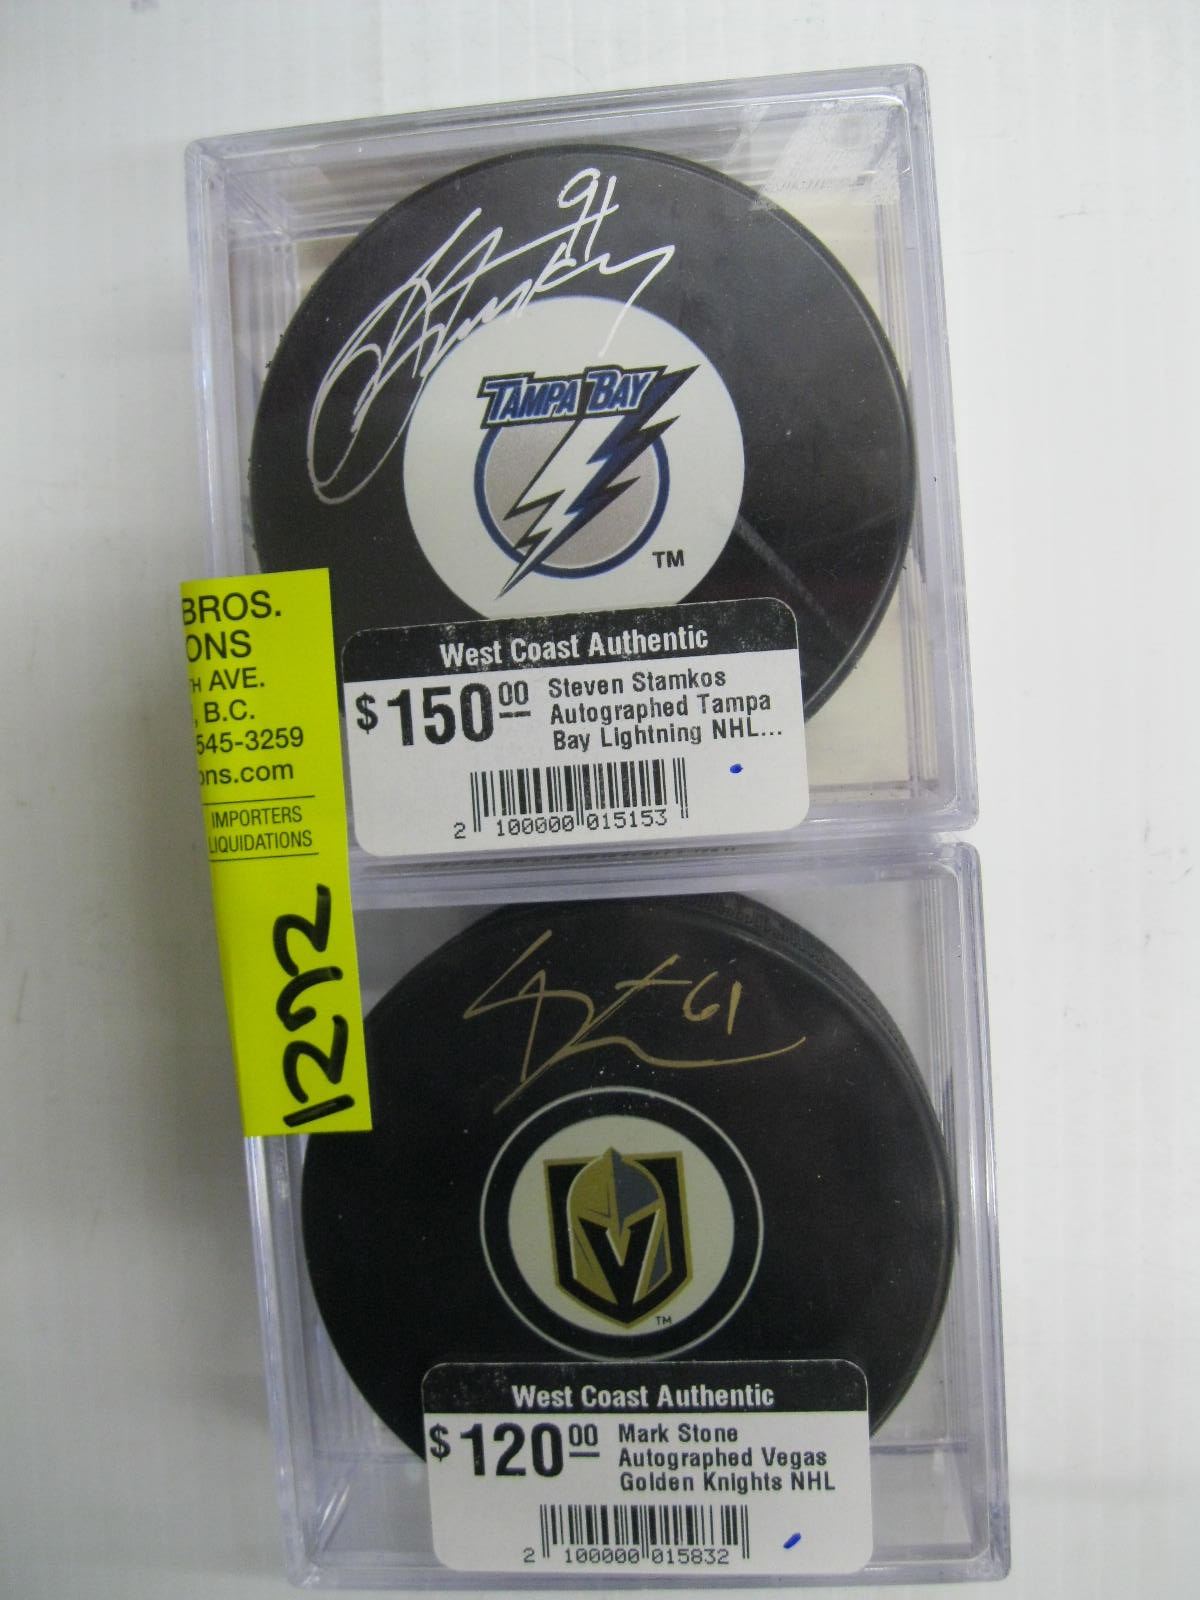 91
TAMPA BAY
TM
BROS.
ONS
TH AVE.
, B.C.
545-3259
ons.com
IMPORTERS
LIQUIDATIONS
1272
West Coast Authentic
$150.00
Steven Stamkos
Autographed Tampa
Bay Lightning NHL...
2 100000 015153
61
TM
West Coast Authentic
$120.00
Mark Stone
Autographed Vegas
Golden Knights NHL
2 100000 015832